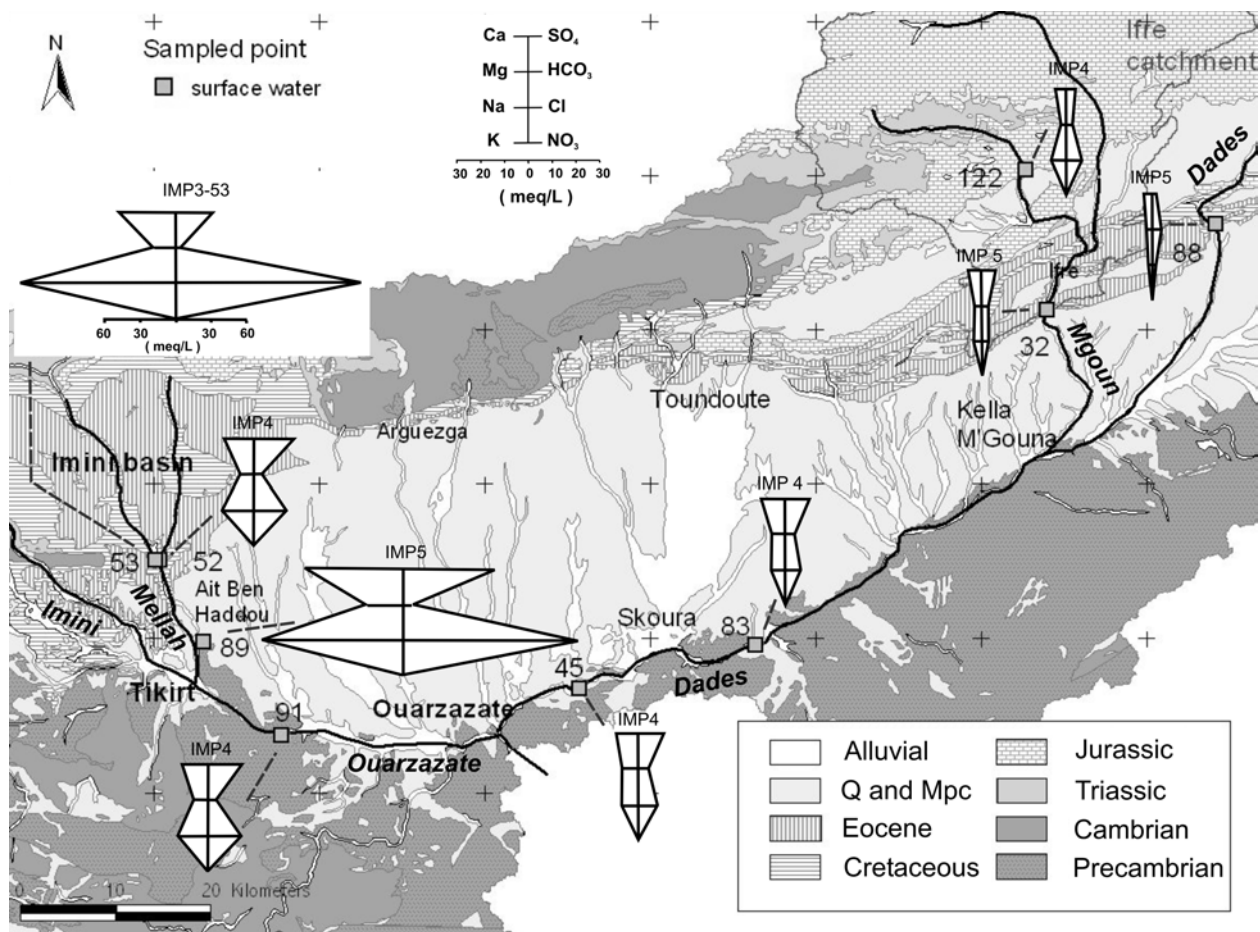 N
Sampled point
surface water
Ca SO₄
Mg HCO₃
Na Cl
K NO₃
30 20 10 0 10 20 30
( meq/L )
Iffe
catchment
IMP4
122
Dades
IMP5
88
IMP3-53
60 30 0 30 60
( meq/L )
IMP 5
Ifre
32
Mgoun
Toundoute
Kella
M'Gouna
Arguezga
IMP4
Imini basin
IMP 4
53
52
IMP5
Ait Ben
Haddou
Mellah
Imini
89
Skoura
83
45
Dades
Tikirt
91
Ouarzazate
IMP4
IMP4
Ouarzazate
Alluvial
Q and Mpc
Eocene
Cretaceous
Jurassic
Triassic
Cambrian
Precambrian
0 10 20 Kilometers